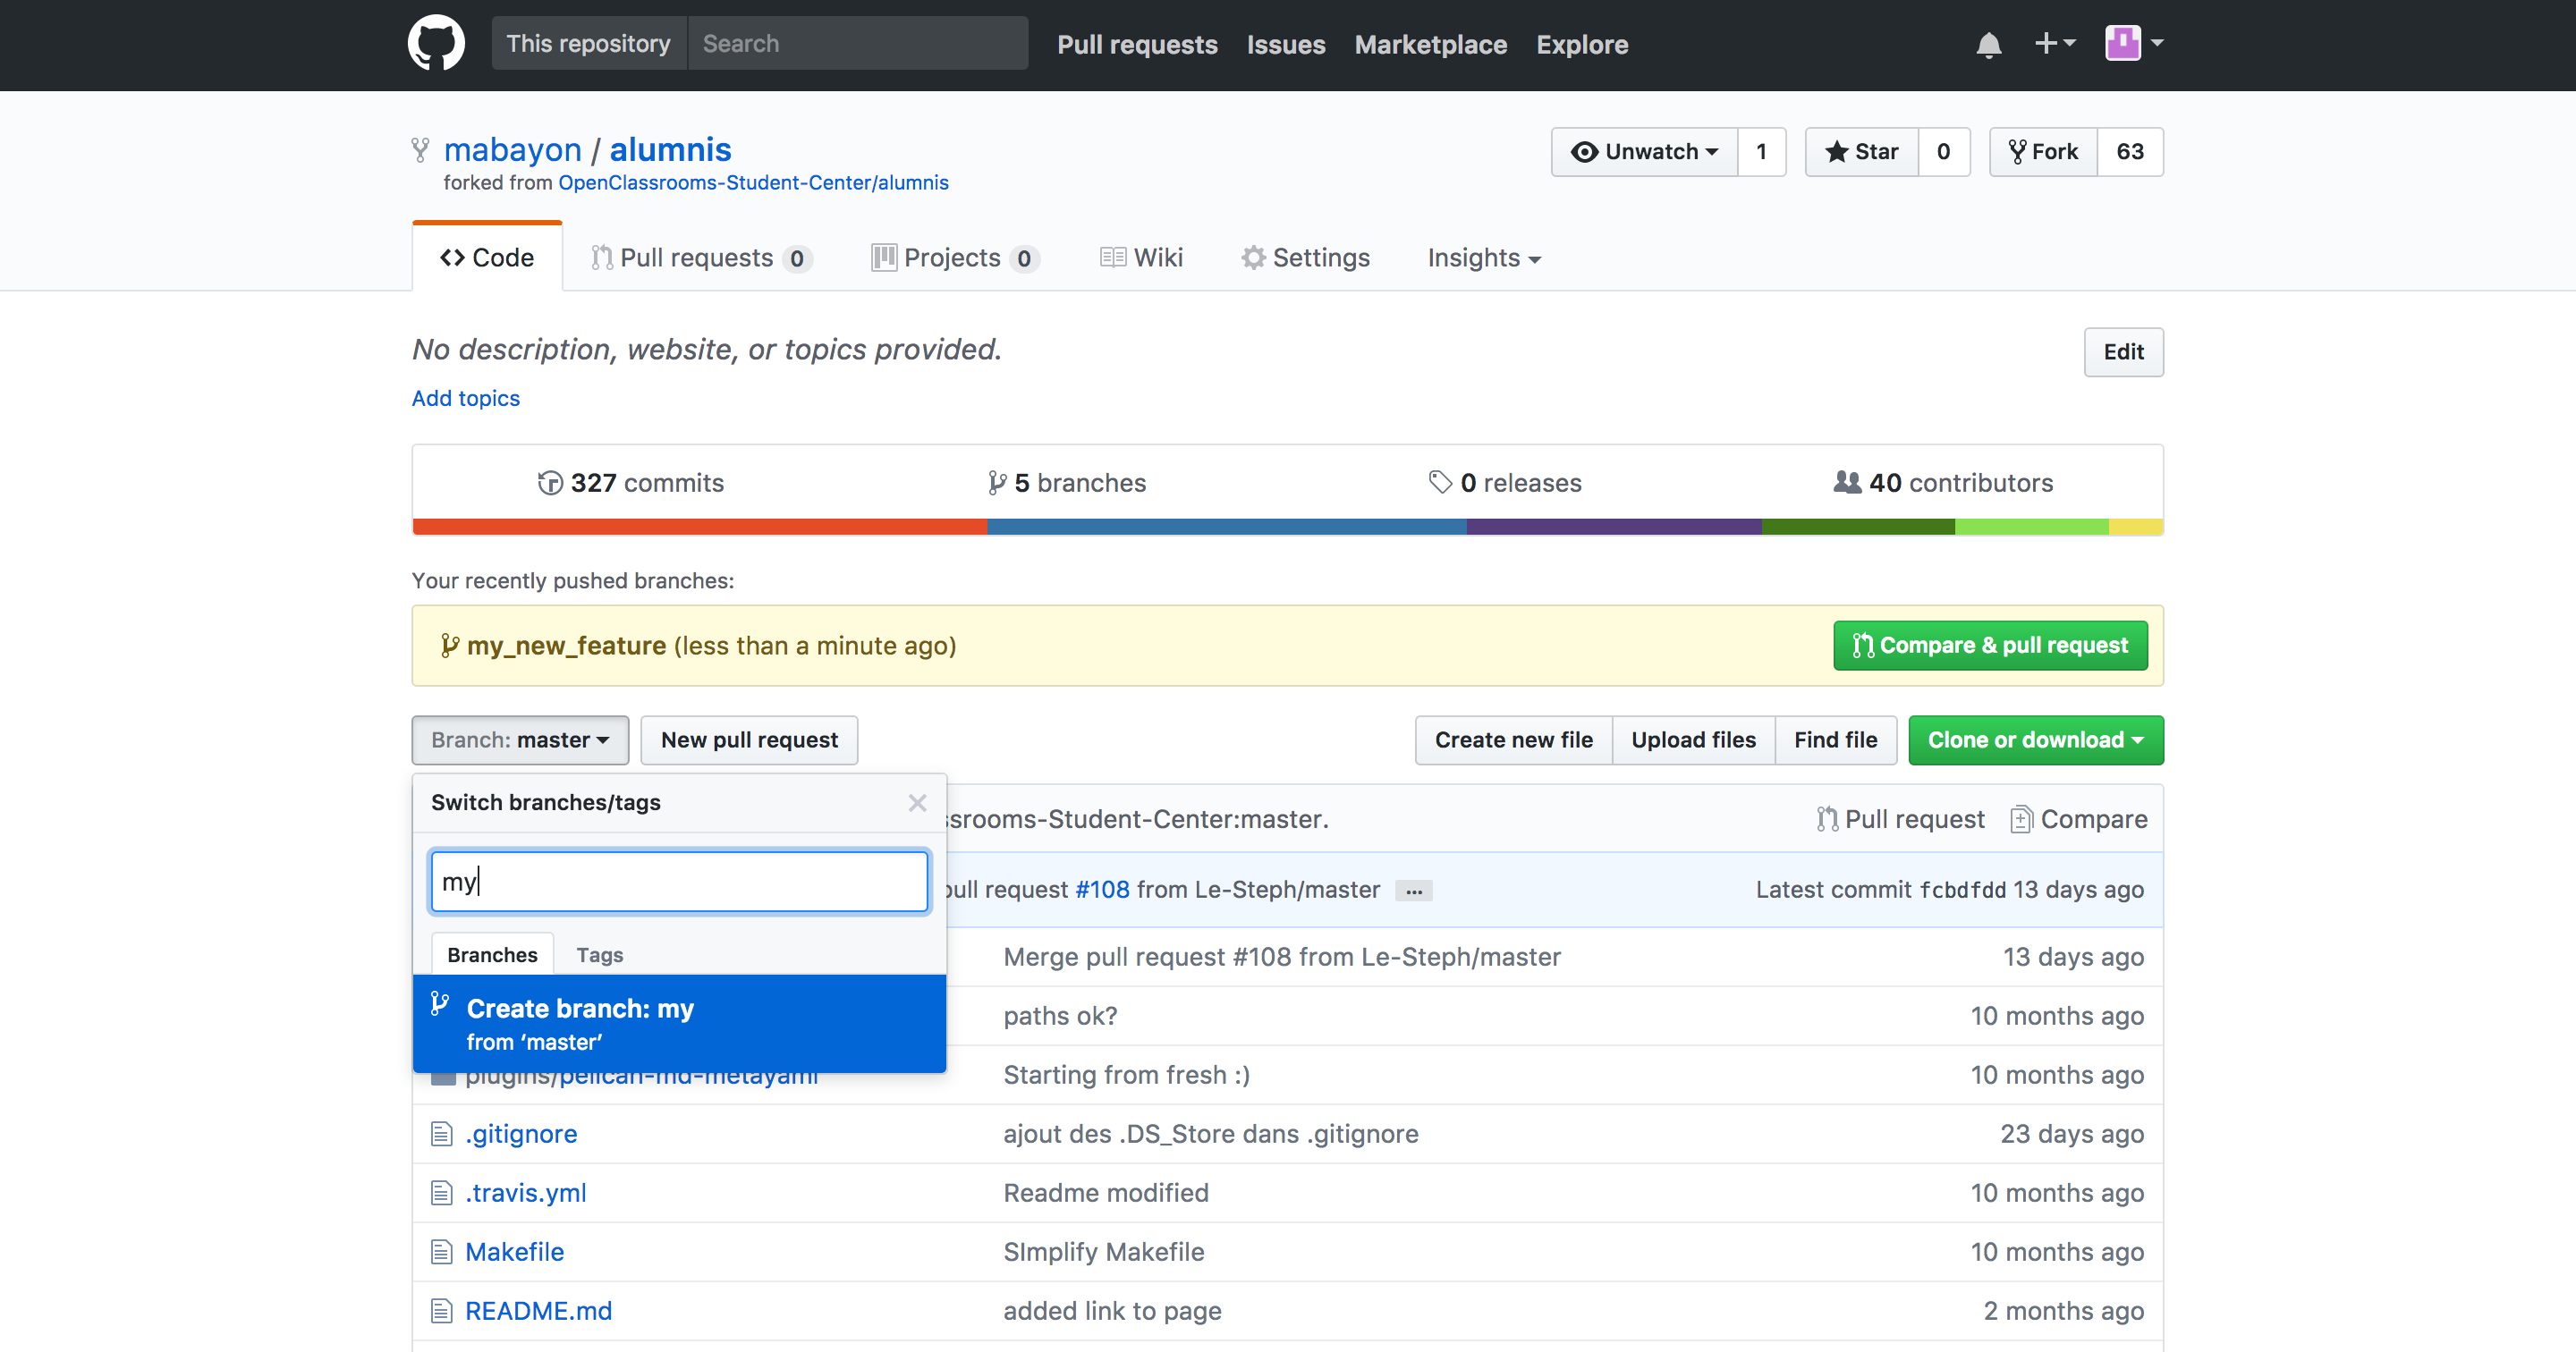 This repository Search Pull requests Issues Marketplace Explore
mabayon / alumnis
Unwatch 1 Star 0 Fork 63
forked from OpenClassrooms-Student-Center/alumnis
Code Pull requests 0 Projects 0 Wiki Settings Insights
No description, website, or topics provided.
Edit
Add topics
327 commits 5 branches 0 releases 40 contributors
Your recently pushed branches:
my_new_feature (less than a minute ago) Compare & pull request
Branch: master New pull request Create new file Upload files Find file Clone or download
Switch branches/tags
srooms-Student-Center:master. Pull request Compare
my
pull request #108 from Le-Steph/master … Latest commit fcbdfdd 13 days ago
Branches Tags
Merge pull request #108 from Le-Steph/master 13 days ago
Create branch: my
from ‘master’
paths ok? 10 months ago
plugins/pelican-md-metayaml Starting from fresh :) 10 months ago
.gitignore ajout des .DS_Store dans .gitignore 23 days ago
.travis.yml Readme modified 10 months ago
Makefile SImplify Makefile 10 months ago
README.md added link to page 2 months ago